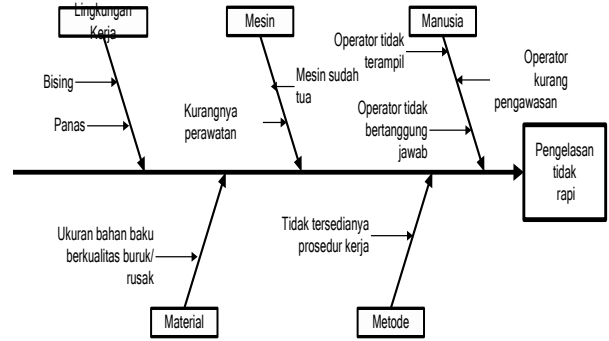 Lingkungan
Kerja
Mesin
Manusia
Bising
Panas
Mesin sudah
tua
Kurangnya
perawatan
Operator tidak
terampil
Operator
kurang
pengawasan
Operator tidak
bertanggung
jawab
Pengelasan
tidak
rapi
Ukuran bahan baku
berkualitas buruk/
rusak
Tidak tersedianya
prosedur kerja
Material
Metode